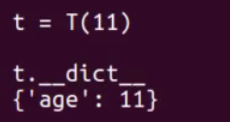 t = T(11)
t.__dict__
{'age': 11}